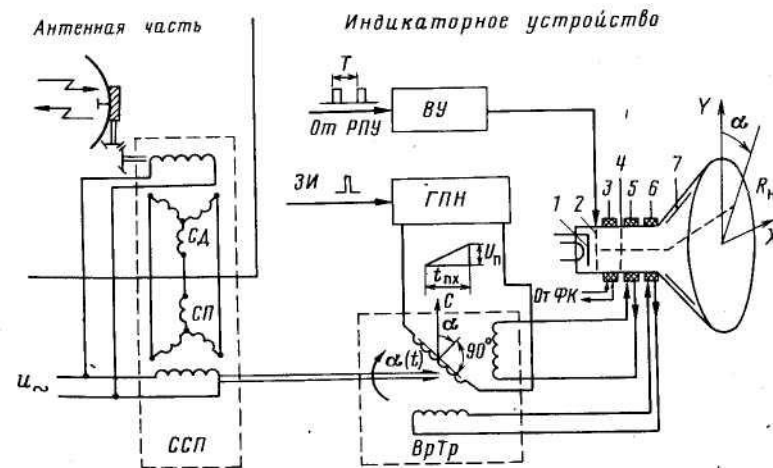 Антенная часть
Индикаторное устройство
T
От РПУ
ВУ
ЗИ
ГПН
Uп
tпх
C
α
90°
α(t)
ВрТр
СД
СП
u~
ССП
1
2
3
4
5
6
7
От ФК
Y
α
X